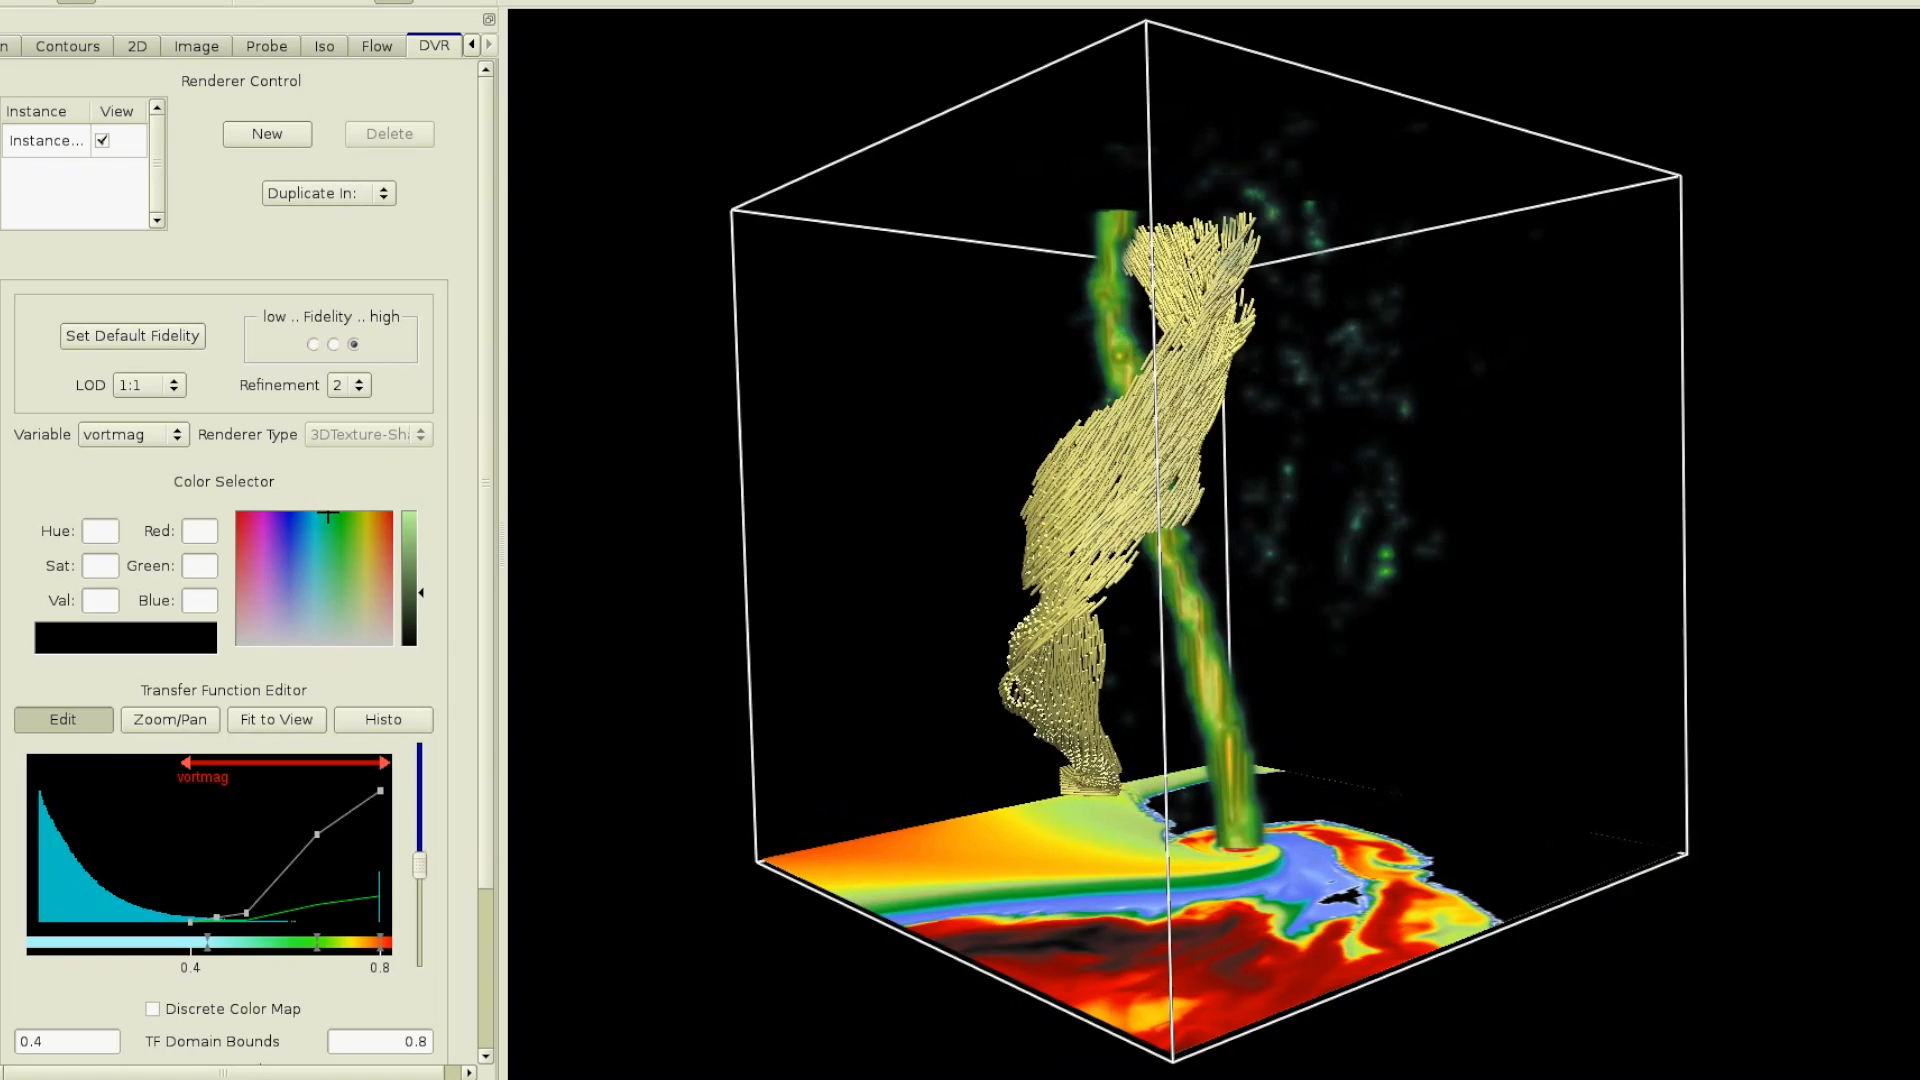 n Contours 2D Image Probe Iso Flow DVR
Renderer Control
Instance View
Instance...
New Delete
Duplicate In:
low .. Fidelity .. high
Set Default Fidelity
LOD 1:1 Refinement 2
Variable vortmag Renderer Type 3DTexture-Sh
Color Selector
Hue: Red:
Sat: Green:
Val: Blue:
Transfer Function Editor
Edit Zoom/Pan Fit to View Histo
vortmag
0.4 0.8
Discrete Color Map
0.4 TF Domain Bounds 0.8